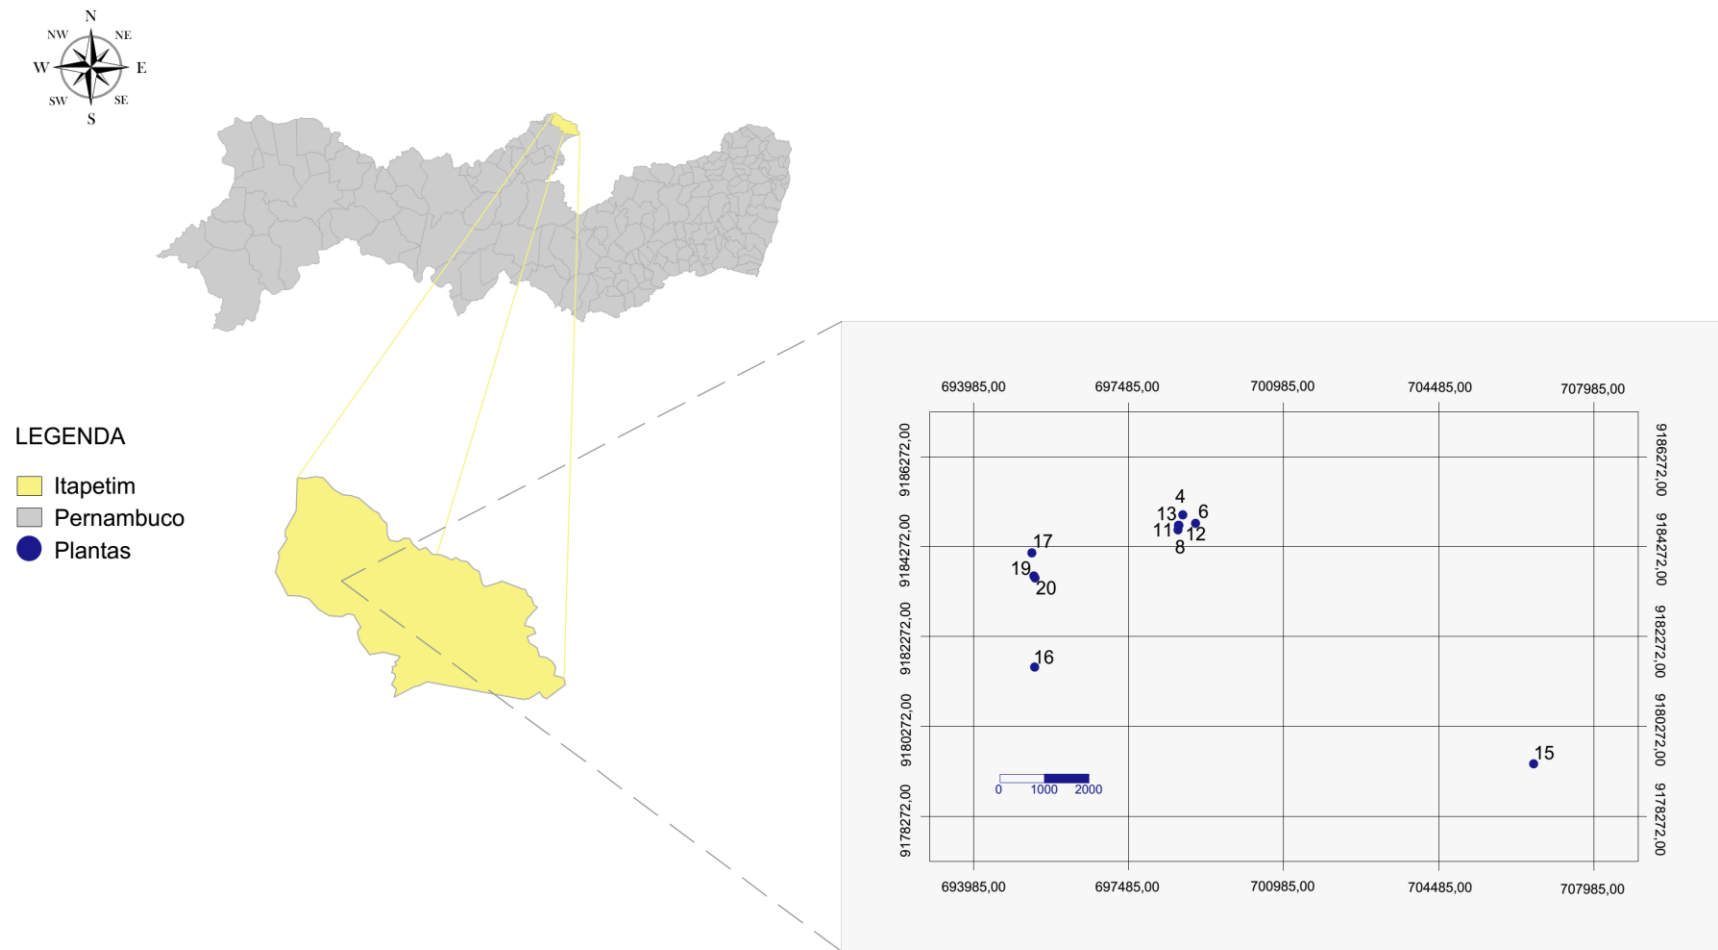 N
NW NE
W E
SW SE
S
LEGENDA
Itapetim
Pernambuco
Plantas
693985,00 697485,00 700985,00 704485,00 707985,00
9186272,00 9186272,00
9184272,00 9184272,00
9182272,00 9182272,00
9180272,00 9180272,00
9178272,00 9178272,00
4
13 6
11 12
8
17
19
20
16
15
0 1000 2000
693985,00 697485,00 700985,00 704485,00 707985,00